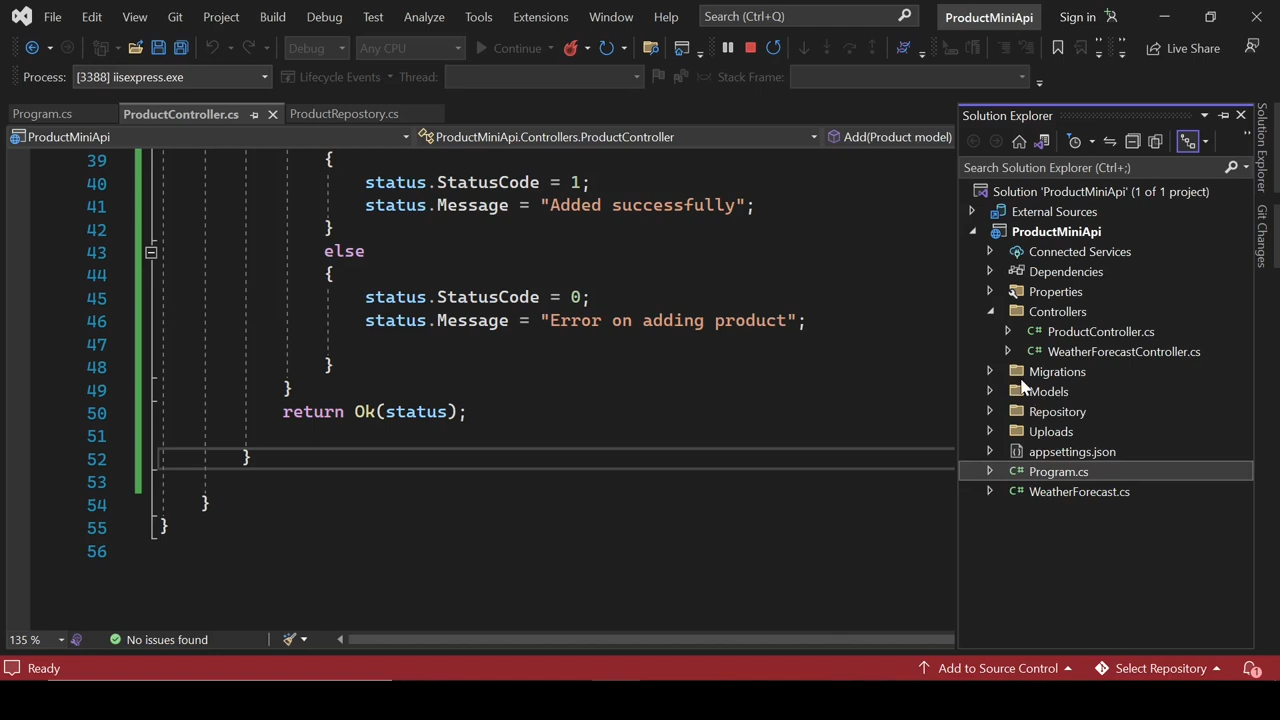 File Edit View Git Project Build Debug Test Analyze Tools Extensions Window Help Search (Ctrl+Q) ProductMiniApi Sign in
Debug Any CPU Continue Live Share
Process: [3388] iisexpress.exe Lifecycle Events Thread: Stack Frame:
Program.cs ProductController.cs ProductRepostory.cs
ProductMiniApi ProductMiniApi.Controllers.ProductController Add(Product model)
39 {
40 status.StatusCode = 1;
41 status.Message = "Added successfully";
42 }
43 else
44 {
45 status.StatusCode = 0;
46 status.Message = "Error on adding product";
47
48 }
49 }
50 return Ok(status);
51
52 }
53
54 }
55 }
56
135 % No issues found
Solution Explorer
Search Solution Explorer (Ctrl+;)
Solution 'ProductMiniApi' (1 of 1 project)
External Sources
ProductMiniApi
Connected Services
Dependencies
Properties
Controllers
C# ProductController.cs
C# WeatherForecastController.cs
Migrations
Models
Repository
Uploads
appsettings.json
C# Program.cs
C# WeatherForecast.cs
Solution Explorer
Git Changes
Ready Add to Source Control Select Repository 1